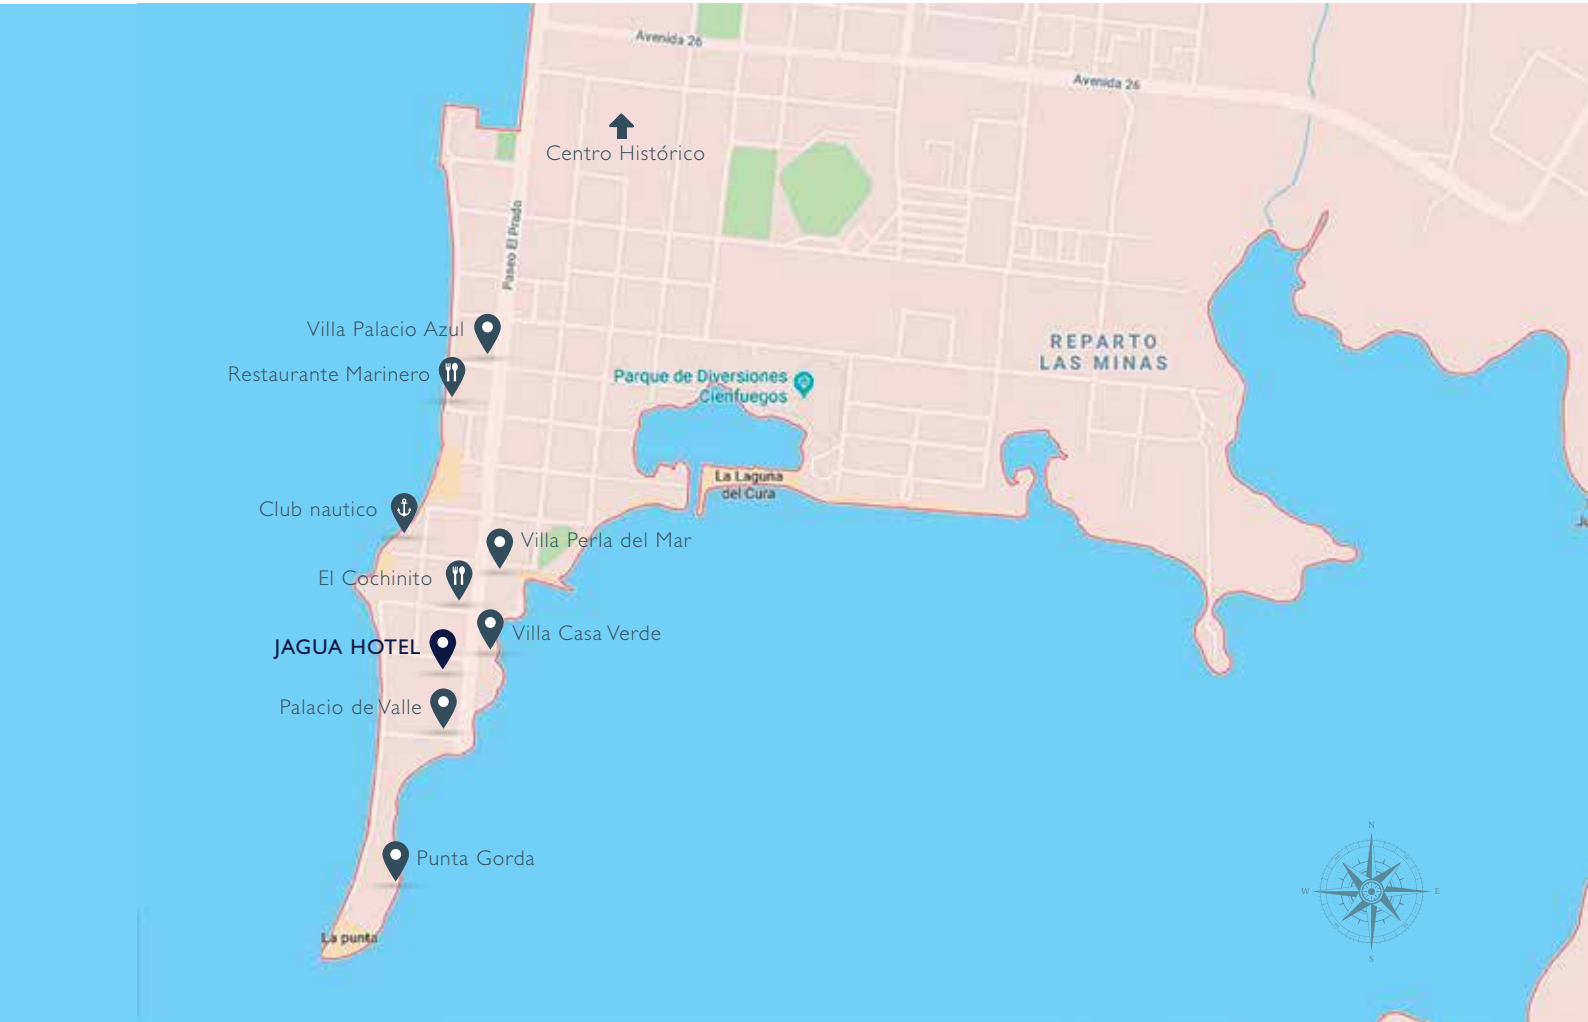 Avenida 26
Avenida 26
Centro Histórico
Paseo El Prado
Villa Palacio Azul
REPARTO
LAS MINAS
Restaurante Marinero
Parque de Diversiones
Cienfuegos
La Laguna
del Cura
Club nautico
Villa Perla del Mar
El Cochinito
Villa Casa Verde
JAGUA HOTEL
Palacio de Valle
Punta Gorda
La punta
N
W
E
S